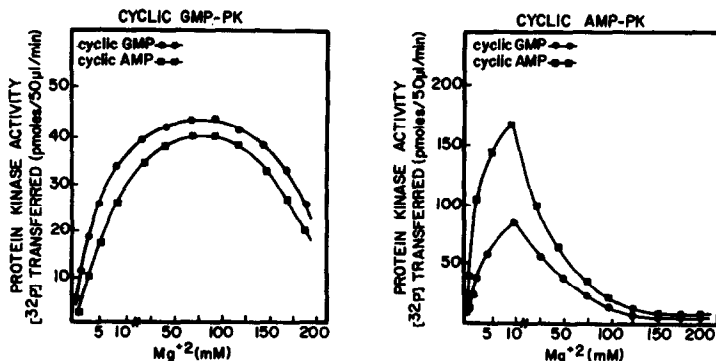 CYCLIC GMP-PK
cyclic GMP
cyclic AMP
PROTEIN KINASE ACTIVITY
[32P] TRANSFERRED (pmoles/50µl/min)
50
40
30
20
10
5 10 50 100 150 200
Mg+2(mM)
CYCLIC AMP-PK
cyclic GMP
cyclic AMP
PROTEIN KINASE ACTIVITY
[32P] TRANSFERRED (pmoles/50µl/min)
200
150
100
50
5 10 50 100 150 200
Mg+2(mM)